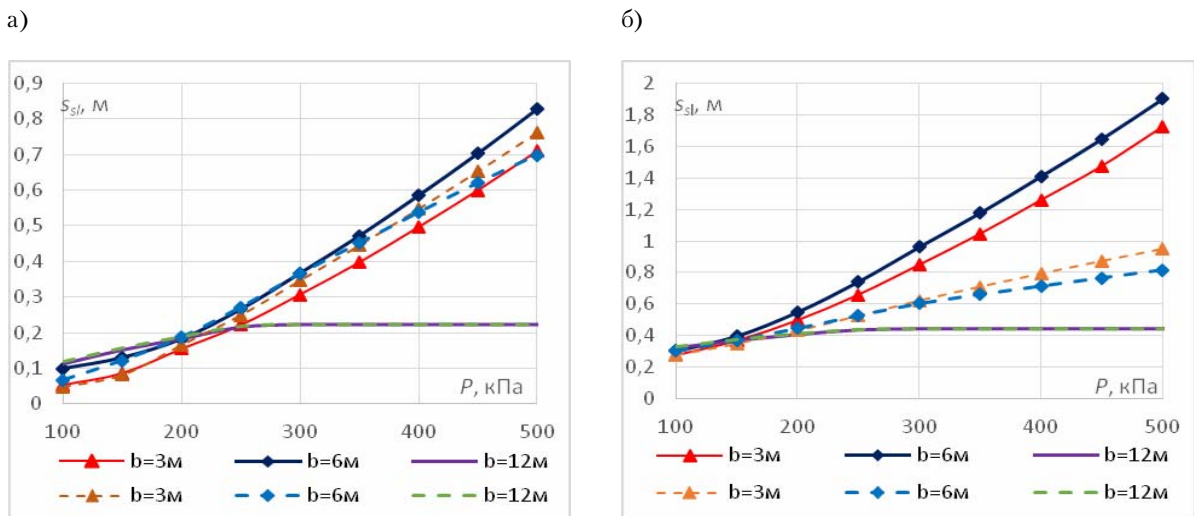 а)
б)
0,9
s_sl, м
0,8
0,7
0,6
0,5
0,4
0,3
0,2
0,1
P, кПа
0
100 200 300 400 500
b=3м b=6м b=12м
b=3м b=6м b=12м
2
s_sl, м
1,8
1,6
1,4
1,2
1
0,8
0,6
0,4
0,2
P, кПа
0
100 200 300 400 500
b=3м b=6м b=12м
b=3м b=6м b=12м